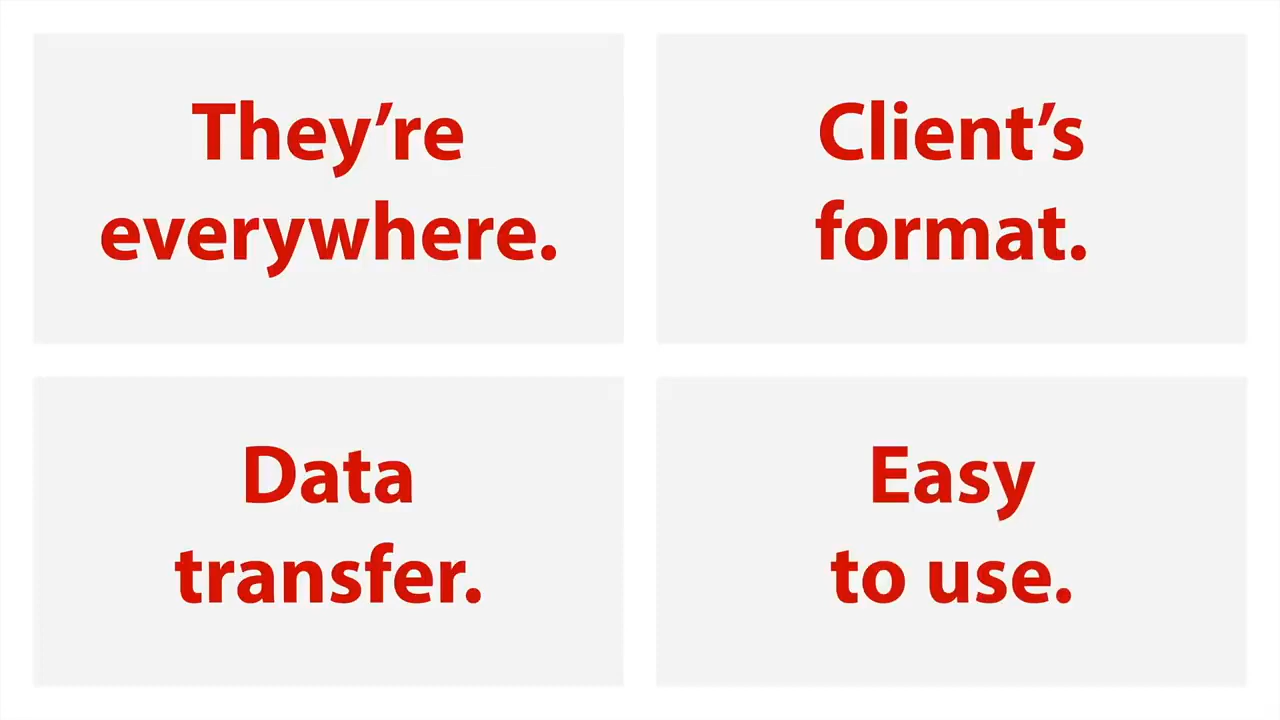 They’re
everywhere.
Client’s
format.
Data
transfer.
Easy
to use.